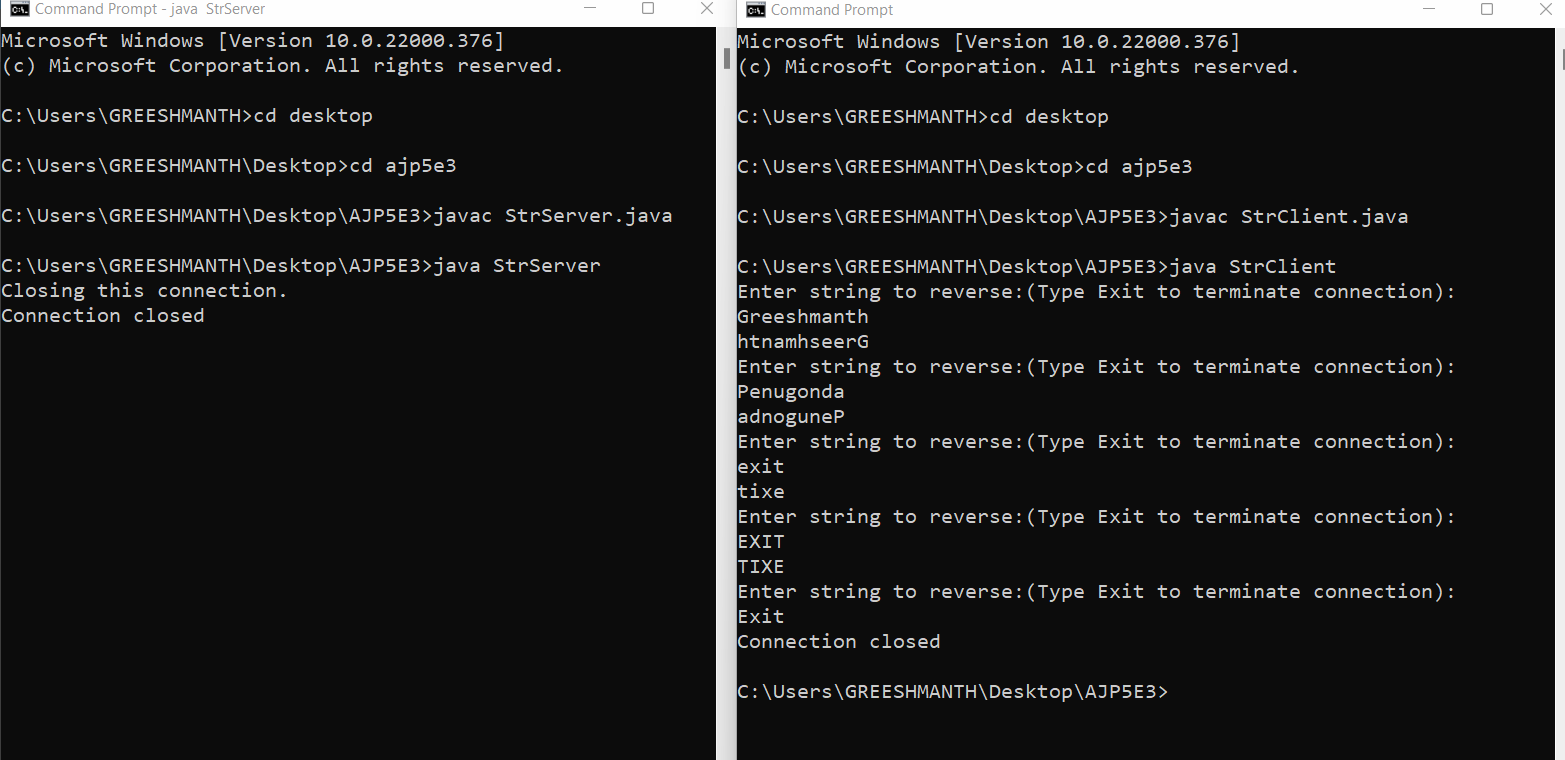 Command Prompt - java  StrServer
Microsoft Windows [Version 10.0.22000.376]
(c) Microsoft Corporation. All rights reserved.
C:\Users\GREESHMANTH>cd desktop
C:\Users\GREESHMANTH\Desktop>cd ajp5e3
C:\Users\GREESHMANTH\Desktop\AJP5E3>javac StrServer.java
C:\Users\GREESHMANTH\Desktop\AJP5E3>java StrServer
Closing this connection.
Connection closed
Command Prompt
Microsoft Windows [Version 10.0.22000.376]
(c) Microsoft Corporation. All rights reserved.
C:\Users\GREESHMANTH>cd desktop
C:\Users\GREESHMANTH\Desktop>cd ajp5e3
C:\Users\GREESHMANTH\Desktop\AJP5E3>javac StrClient.java
C:\Users\GREESHMANTH\Desktop\AJP5E3>java StrClient
Enter string to reverse:(Type Exit to terminate connection):
Greeshmanth
htnamhseerG
Enter string to reverse:(Type Exit to terminate connection):
Penugonda
adnoguneP
Enter string to reverse:(Type Exit to terminate connection):
exit
tixe
Enter string to reverse:(Type Exit to terminate connection):
EXIT
TIXE
Enter string to reverse:(Type Exit to terminate connection):
Exit
Connection closed
C:\Users\GREESHMANTH\Desktop\AJP5E3>